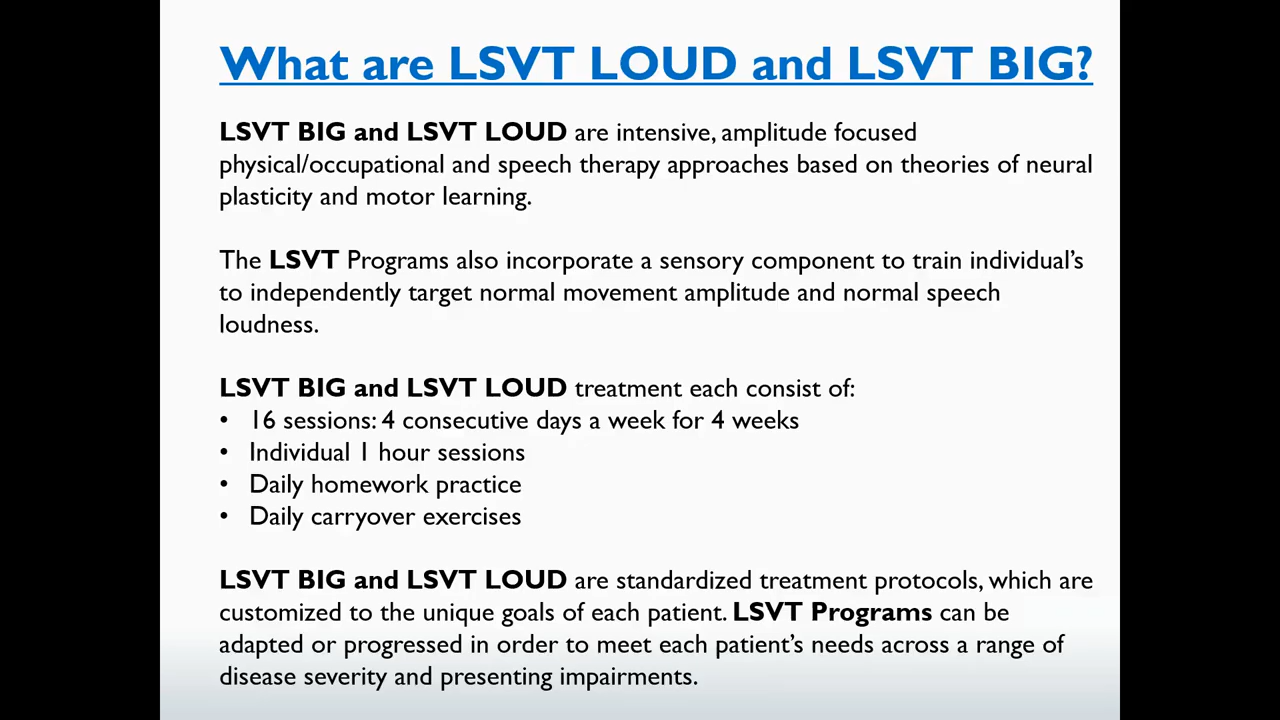 What are LSVT LOUD and LSVT BIG?
LSVT BIG and LSVT LOUD are intensive, amplitude focused
physical/occupational and speech therapy approaches based on theories of neural
plasticity and motor learning.
The LSVT Programs also incorporate a sensory component to train individual's
to independently target normal movement amplitude and normal speech
loudness.
LSVT BIG and LSVT LOUD treatment each consist of:
• 16 sessions: 4 consecutive days a week for 4 weeks
• Individual 1 hour sessions
• Daily homework practice
• Daily carryover exercises
LSVT BIG and LSVT LOUD are standardized treatment protocols, which are
customized to the unique goals of each patient. LSVT Programs can be
adapted or progressed in order to meet each patient's needs across a range of
disease severity and presenting impairments.